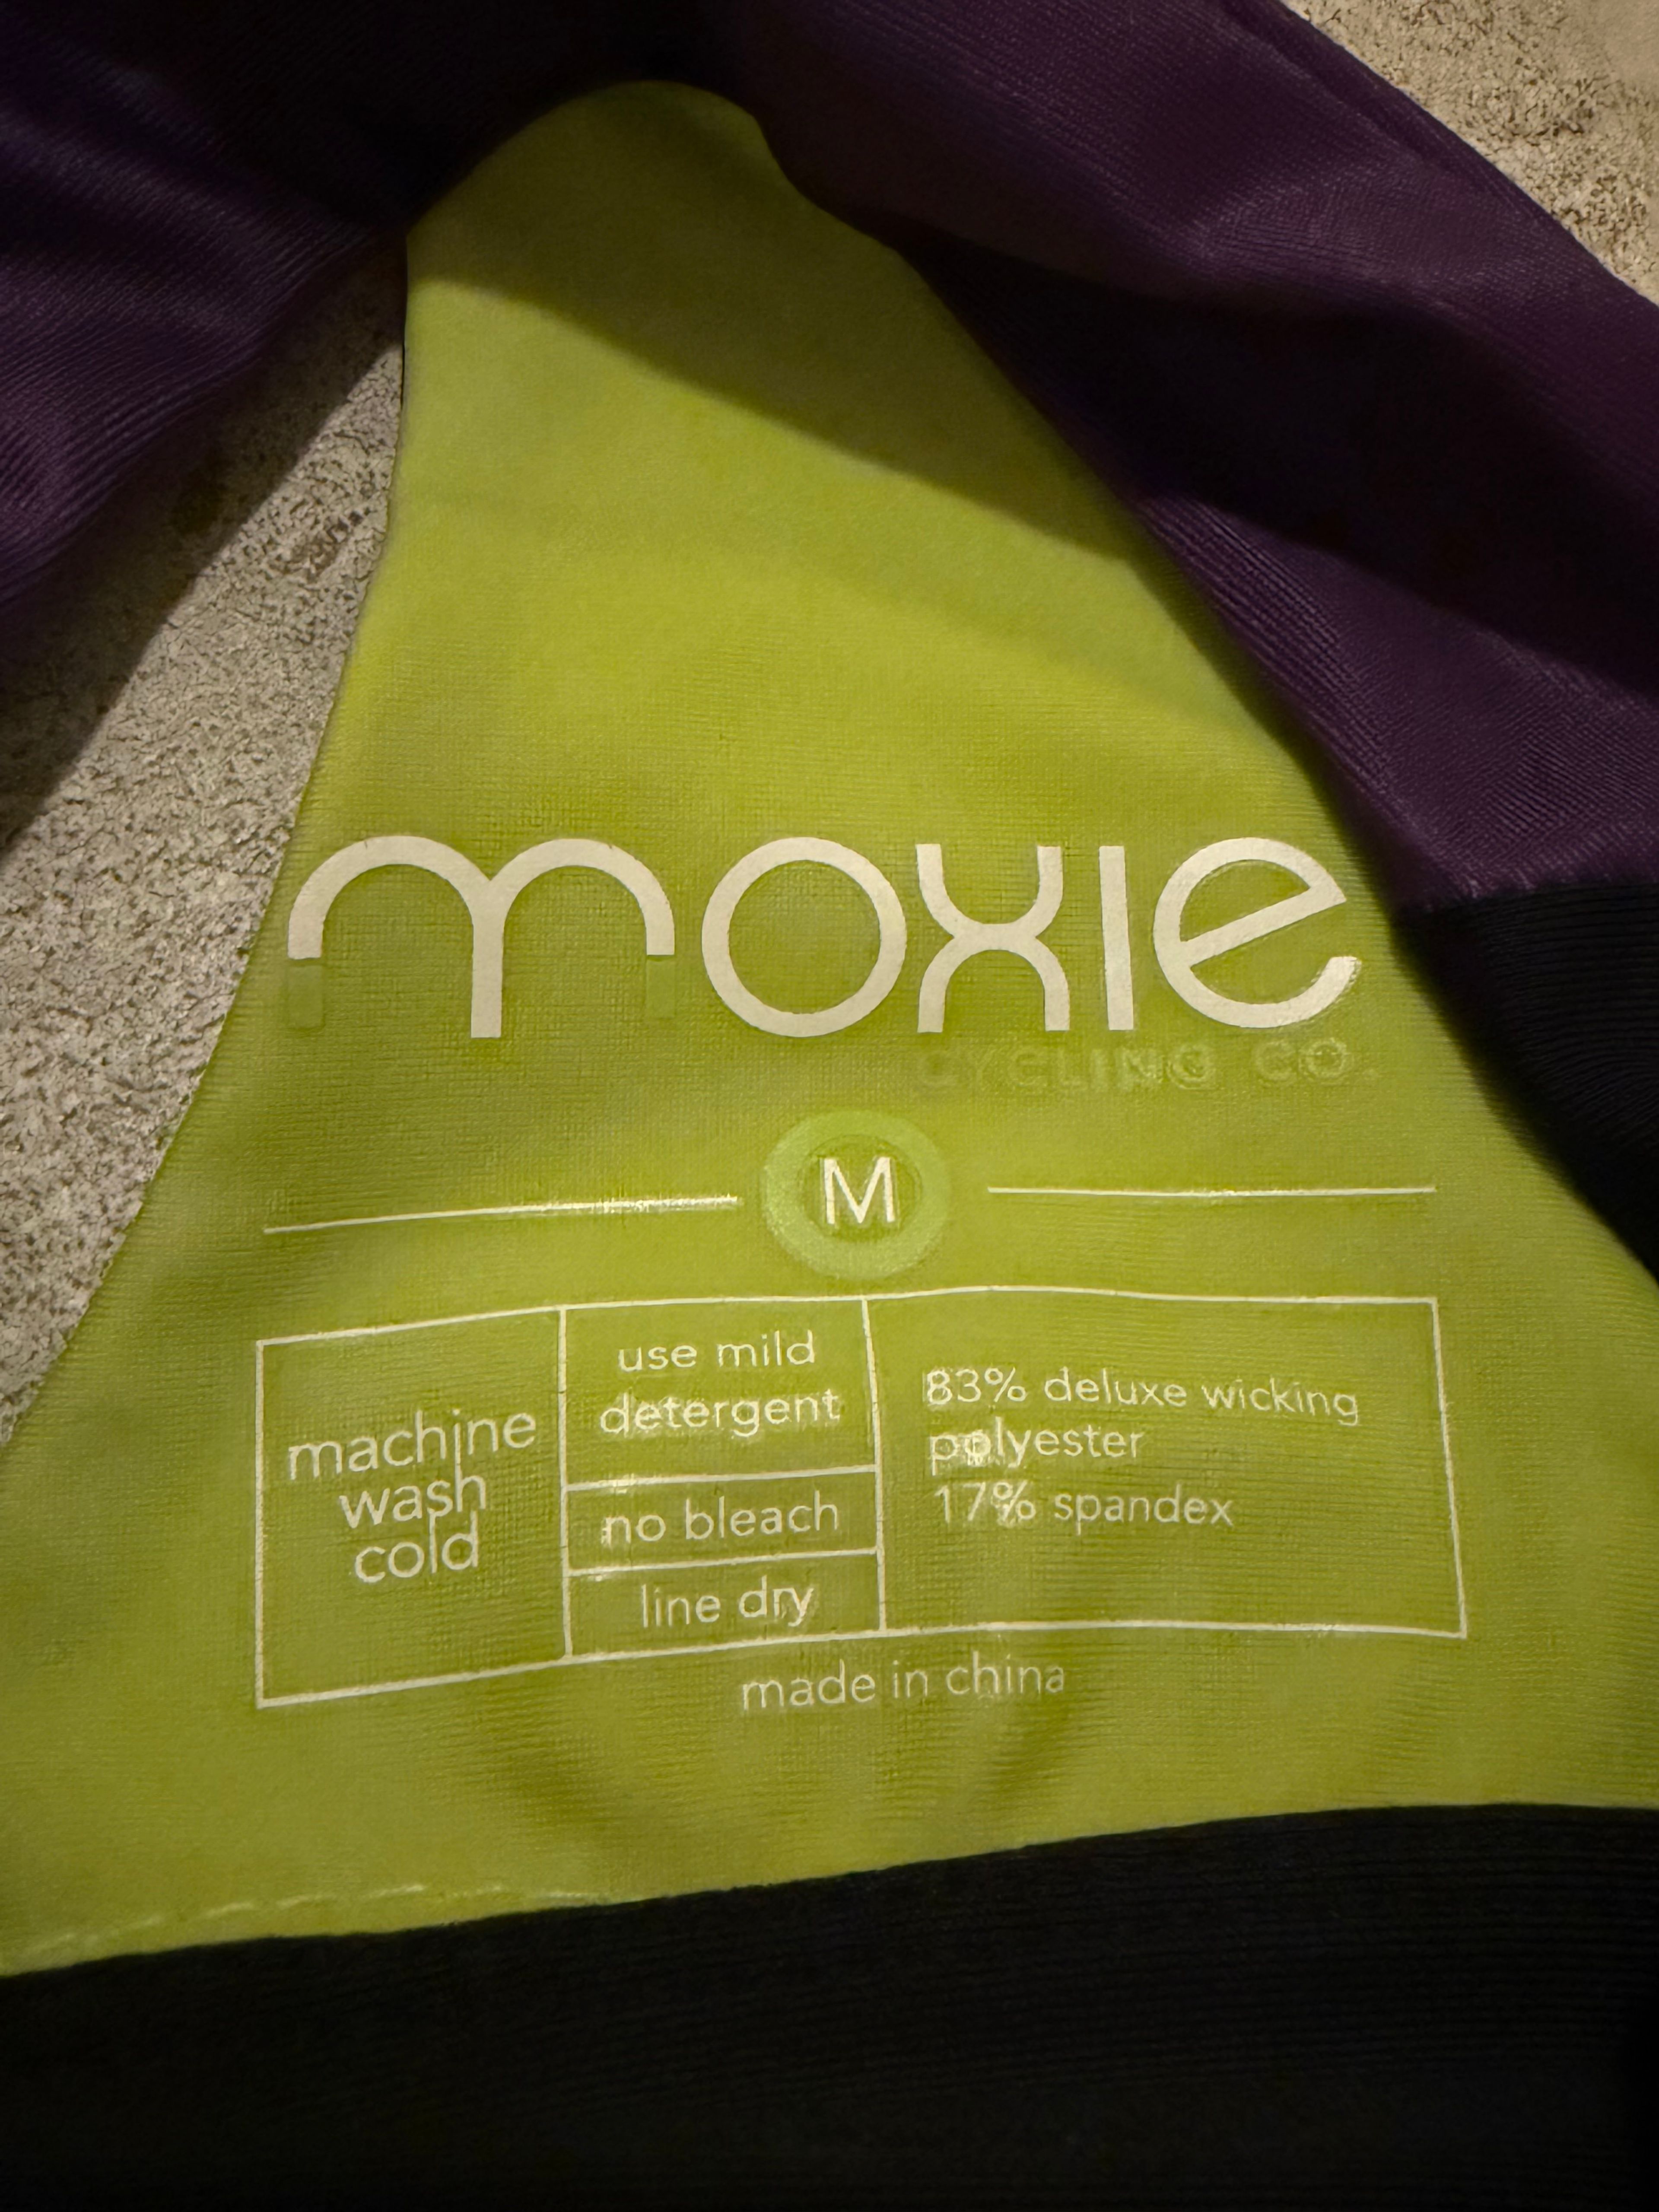 moxie
CYCLING CO.
M
machine
wash
cold
use mild
detergent
no bleach
line dry
83% deluxe wicking
polyester
17% spandex
made in china